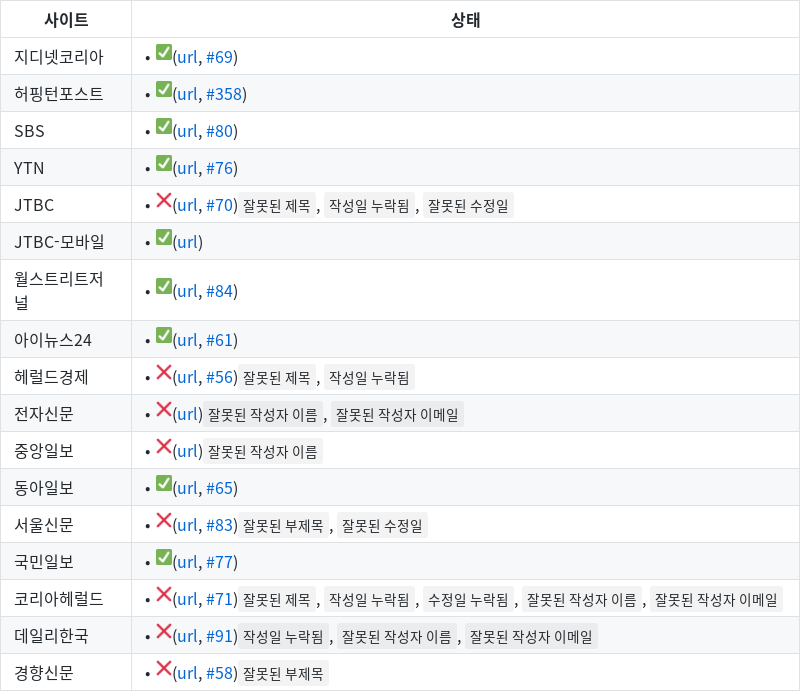 사이트 상태
지디넷코리아 • ✅(url, #69)
허핑턴포스트 • ✅(url, #358)
SBS • ✅(url, #80)
YTN • ✅(url, #76)
JTBC • ❌(url, #70) 잘못된 제목 , 작성일 누락됨 , 잘못된 수정일
JTBC-모바일 • ✅(url)
월스트리트저
널 • ✅(url, #84)
아이뉴스24 • ✅(url, #61)
헤럴드경제 • ❌(url, #56) 잘못된 제목 , 작성일 누락됨
전자신문 • ❌(url) 잘못된 작성자 이름 , 잘못된 작성자 이메일
중앙일보 • ❌(url) 잘못된 작성자 이름
동아일보 • ✅(url, #65)
서울신문 • ❌(url, #83) 잘못된 부제목 , 잘못된 수정일
국민일보 • ✅(url, #77)
코리아헤럴드 • ❌(url, #71) 잘못된 제목 , 작성일 누락됨 , 수정일 누락됨 , 잘못된 작성자 이름 , 잘못된 작성자 이메일
데일리한국 • ❌(url, #91) 작성일 누락됨 , 잘못된 작성자 이름 , 잘못된 작성자 이메일
경향신문 • ❌(url, #58) 잘못된 부제목